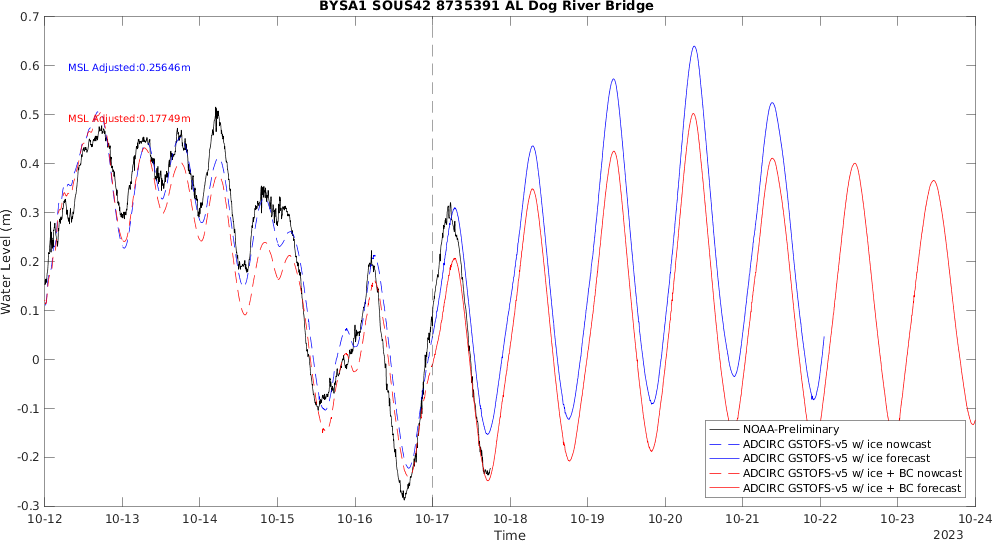 BYSA1 SOUS42 8735391 AL Dog River Bridge
0.7
0.6
0.5
0.4
0.3
0.2
0.1
0
-0.1
-0.2
-0.3
Water Level (m)
MSL Adjusted:0.25646m
MSL Adjusted:0.17749m
NOAA-Preliminary
ADCIRC GSTOFS-v5 w/ ice nowcast
ADCIRC GSTOFS-v5 w/ ice forecast
ADCIRC GSTOFS-v5 w/ ice + BC nowcast
ADCIRC GSTOFS-v5 w/ ice + BC forecast
10-12 10-13 10-14 10-15 10-16 10-17 10-18 10-19 10-20 10-21 10-22 10-23 10-24
Time
2023